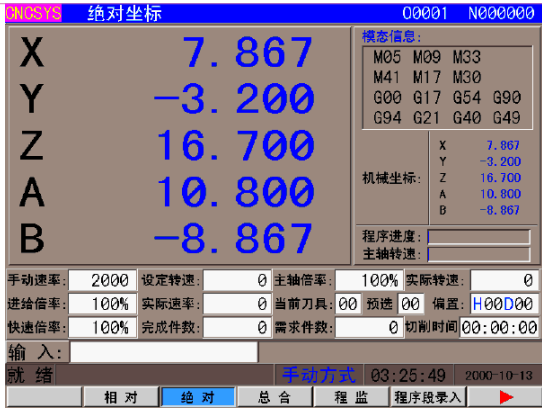 CNCSYS 绝对坐标 O0001 N000000
X 7.867
Y -3.200
Z 16.700
A 10.800
B -8.867
模态信息:
M05 M09 M33
M41 M17 M30
G00 G17 G54 G90
G94 G21 G40 G49
机械坐标:
X 7.867
Y -3.200
Z 16.700
A 10.800
B -8.867
程序进度:
主轴转速:
手动速率: 2000 设定转速: 0 主轴倍率: 100% 实际转速: 0
进给倍率: 100% 实际速率: 0 当前刀具: 00 预选 00 偏置: H00D00
快速倍率: 100% 完成件数: 0 需求件数: 0 切削时间 00:00:00
输 入:
就 绪 手动方式 03:25:49 2000-10-13
相 对 绝 对 总 合 程 监 程序段录入